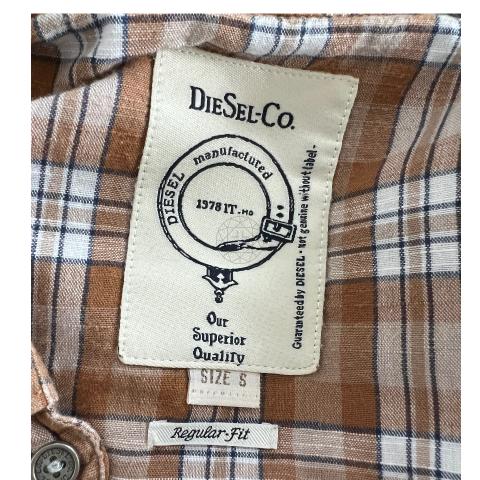 DIESEL-CO.
DIESEL manufactured
1978 IT.MO
Our
Superior
Quality
Guaranteed by DIESEL - not genuine without label -
SIZE S
Regular-Fit